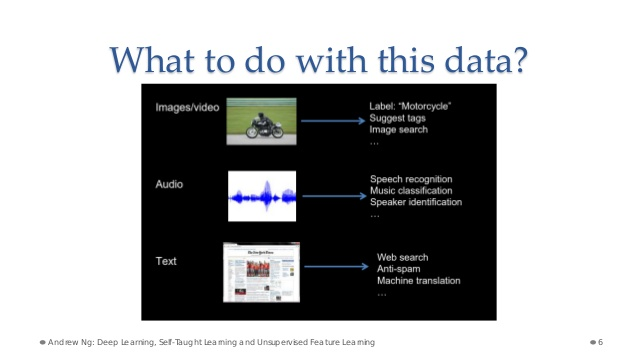 What to do with this data?
Images/video
Label: “Motorcycle”
Suggest tags
Image search
...
Audio
Speech recognition
Music classification
Speaker identification
...
Text
Web search
Anti-spam
Machine translation
...
Andrew Ng: Deep Learning, Self-Taught Learning and Unsupervised Feature Learning
6